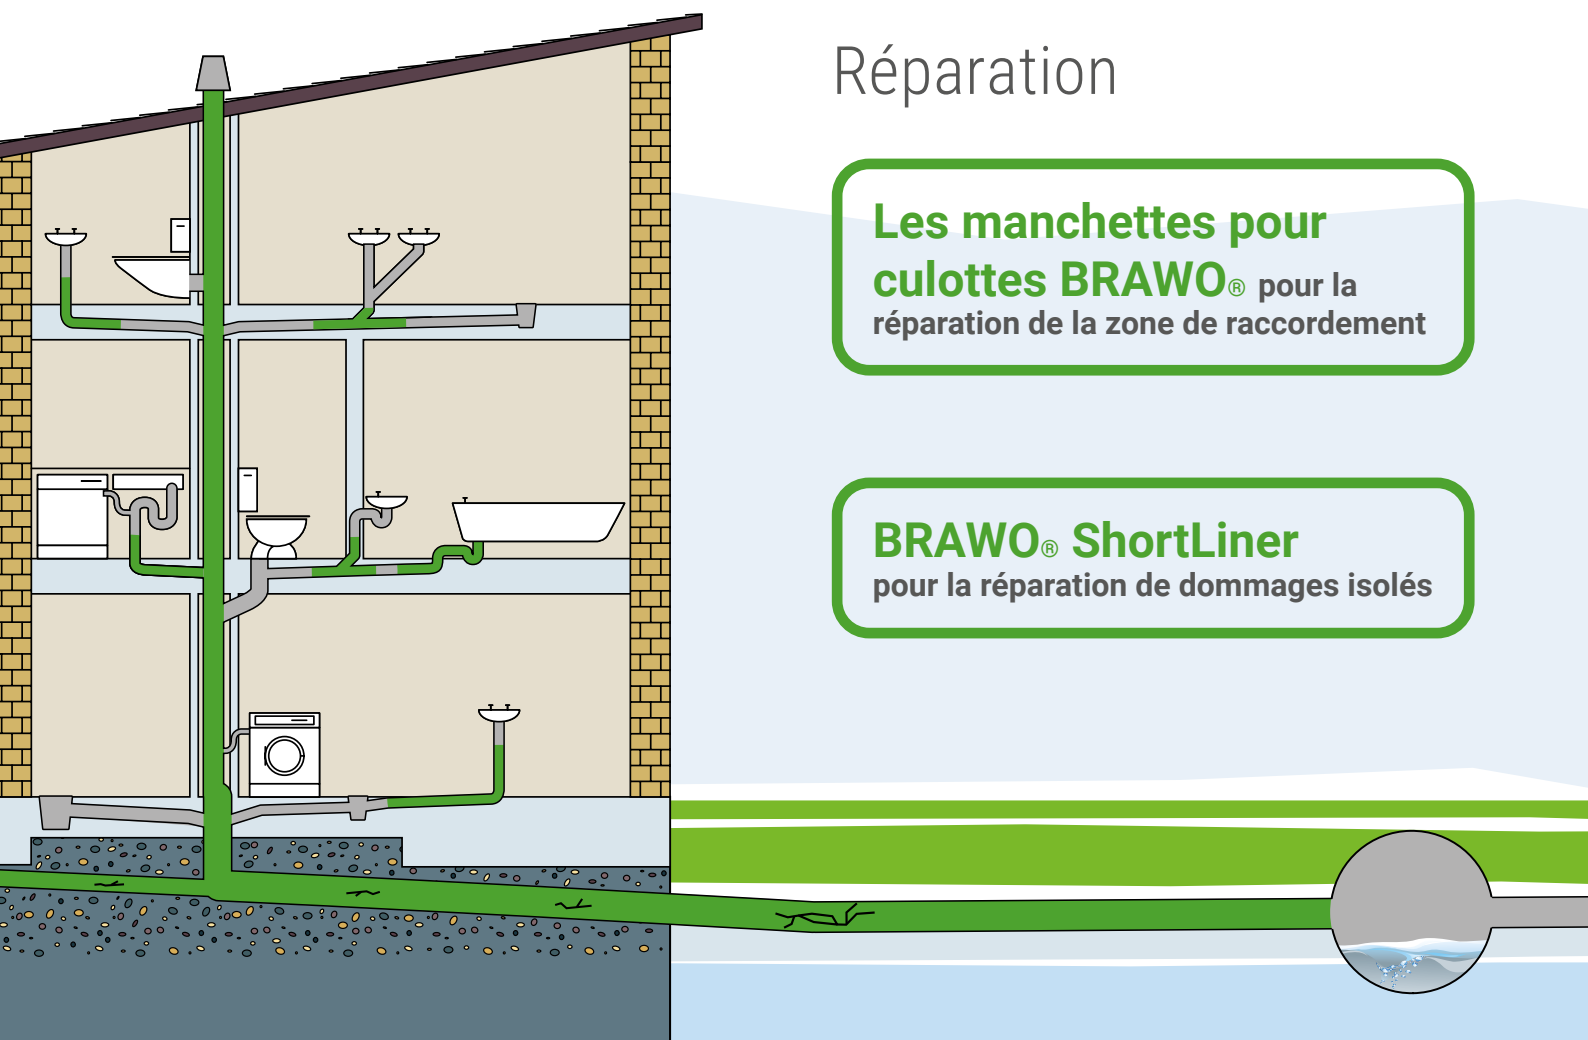 Réparation
Les manchettes pour
culottes BRAWO® pour la
réparation de la zone de raccordement
BRAWO® ShortLiner
pour la réparation de dommages isolés